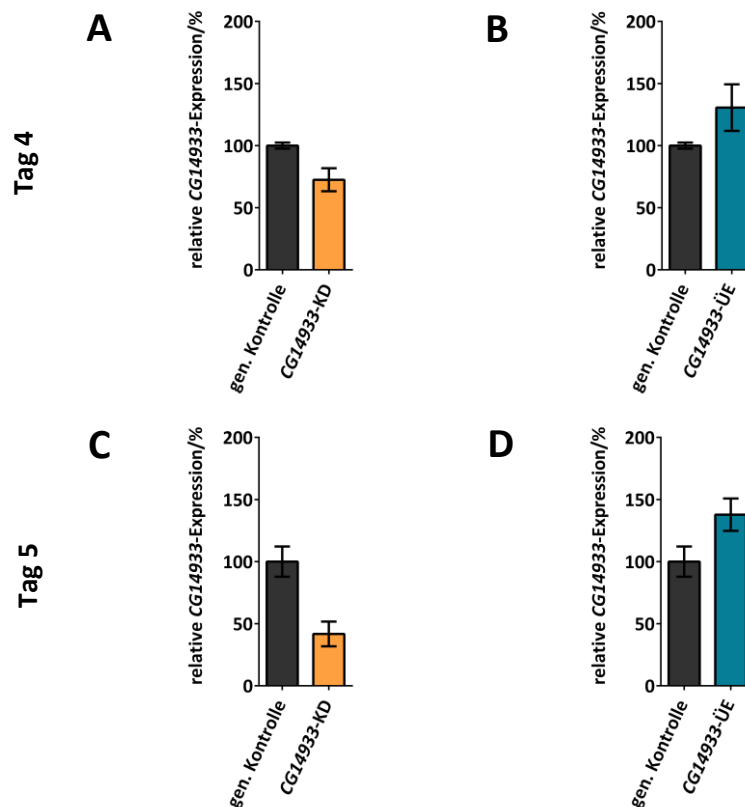 A
B
Tag 4
relative CG14933-Expression/%
200
150
100
50
0
gen. Kontrolle
CG14933-KD
relative CG14933-Expression/%
200
150
100
50
0
gen. Kontrolle
CG14933-ÜE
C
D
Tag 5
relative CG14933-Expression/%
200
150
100
50
0
gen. Kontrolle
CG14933-KD
relative CG14933-Expression/%
200
150
100
50
0
gen. Kontrolle
CG14933-ÜE